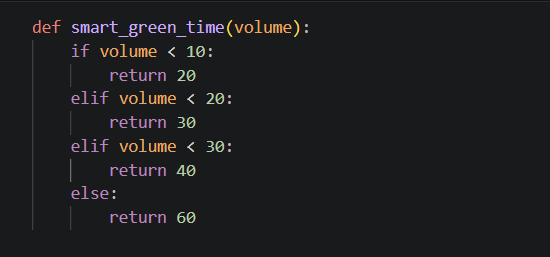 def smart_green_time(volume):
    if volume < 10:
        return 20
    elif volume < 20:
        return 30
    elif volume < 30:
        return 40
    else:
        return 60